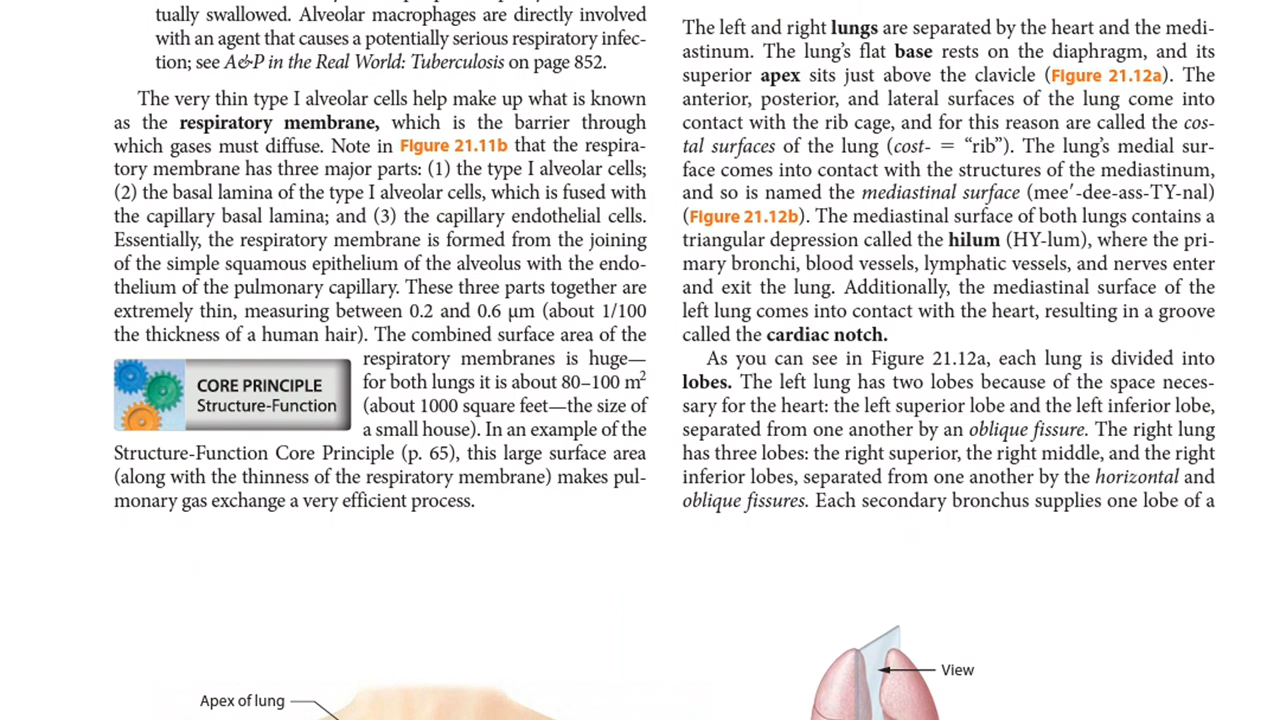 tually swallowed. Alveolar macrophages are directly involved
with an agent that causes a potentially serious respiratory infec-
tion; see A&P in the Real World: Tuberculosis on page 852.
The very thin type I alveolar cells help make up what is known
as the respiratory membrane, which is the barrier through
which gases must diffuse. Note in Figure 21.11b that the respira-
tory membrane has three major parts: (1) the type I alveolar cells;
(2) the basal lamina of the type I alveolar cells, which is fused with
the capillary basal lamina; and (3) the capillary endothelial cells.
Essentially, the respiratory membrane is formed from the joining
of the simple squamous epithelium of the alveolus with the endo-
thelium of the pulmonary capillary. These three parts together are
extremely thin, measuring between 0.2 and 0.6 μm (about 1/100
the thickness of a human hair). The combined surface area of the
respiratory membranes is huge—
for both lungs it is about 80–100 m²
(about 1000 square feet—the size of
a small house). In an example of the
CORE PRINCIPLE
Structure-Function
Structure-Function Core Principle (p. 65), this large surface area
(along with the thinness of the respiratory membrane) makes pul-
monary gas exchange a very efficient process.
The left and right lungs are separated by the heart and the medi-
astinum. The lung's flat base rests on the diaphragm, and its
superior apex sits just above the clavicle (Figure 21.12a). The
anterior, posterior, and lateral surfaces of the lung come into
contact with the rib cage, and for this reason are called the cos-
tal surfaces of the lung (cost- = "rib"). The lung's medial sur-
face comes into contact with the structures of the mediastinum,
and so is named the mediastinal surface (mee′-dee-ass-TY-nal)
(Figure 21.12b). The mediastinal surface of both lungs contains a
triangular depression called the hilum (HY-lum), where the pri-
mary bronchi, blood vessels, lymphatic vessels, and nerves enter
and exit the lung. Additionally, the mediastinal surface of the
left lung comes into contact with the heart, resulting in a groove
called the cardiac notch.
As you can see in Figure 21.12a, each lung is divided into
lobes. The left lung has two lobes because of the space neces-
sary for the heart: the left superior lobe and the left inferior lobe,
separated from one another by an oblique fissure. The right lung
has three lobes: the right superior, the right middle, and the right
inferior lobes, separated from one another by the horizontal and
oblique fissures. Each secondary bronchus supplies one lobe of a
Apex of lung
View